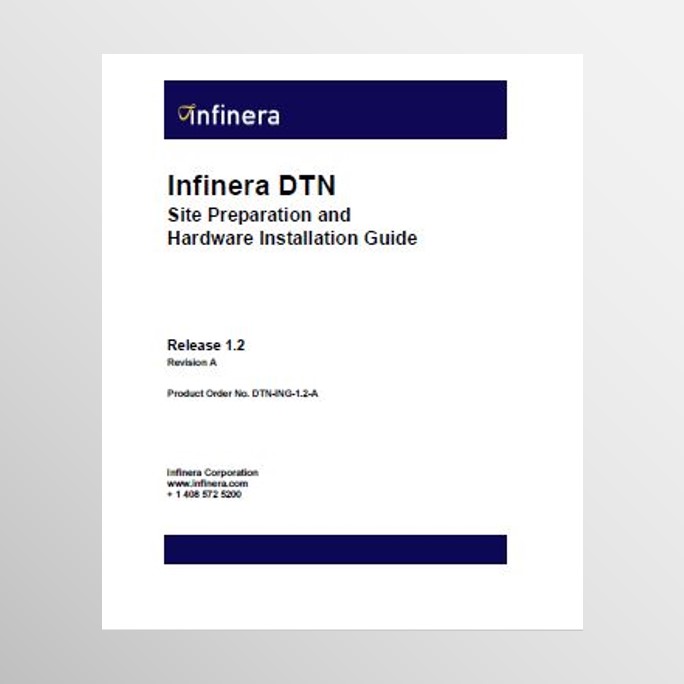 infinera
Infinera DTN
Site Preparation and
Hardware Installation Guide
Release 1.2
Revision A
Product Order No. DTN-ING-1.2-A
Infinera Corporation
www.infinera.com
+ 1 408 572 5200